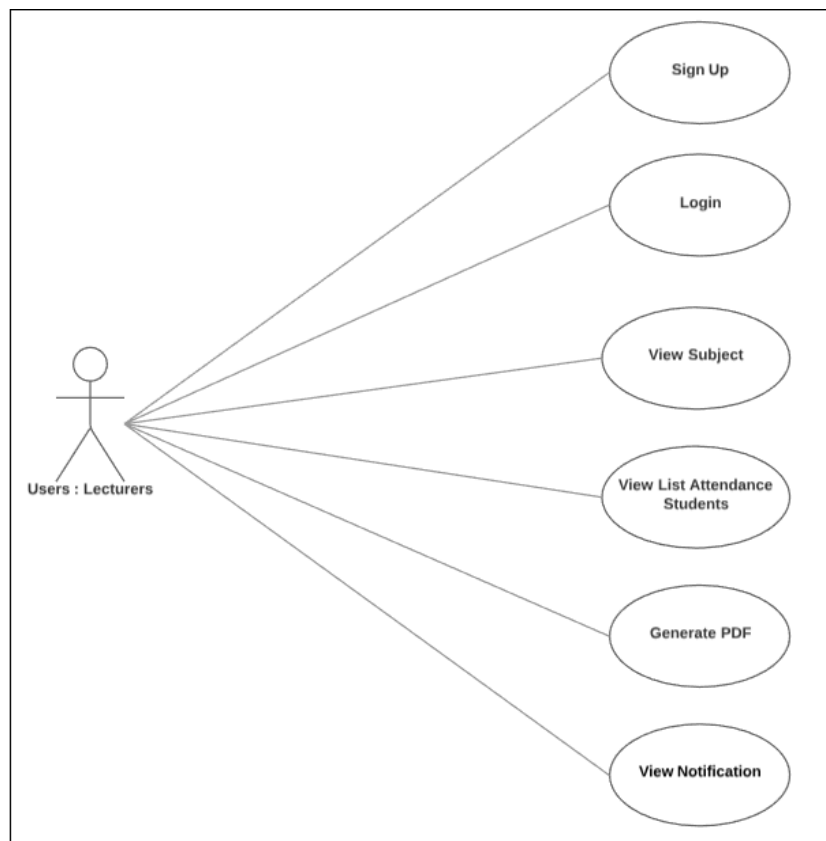 Sign Up
Login
View Subject
Users : Lecturers
View List Attendance
Students
Generate PDF
View Notification